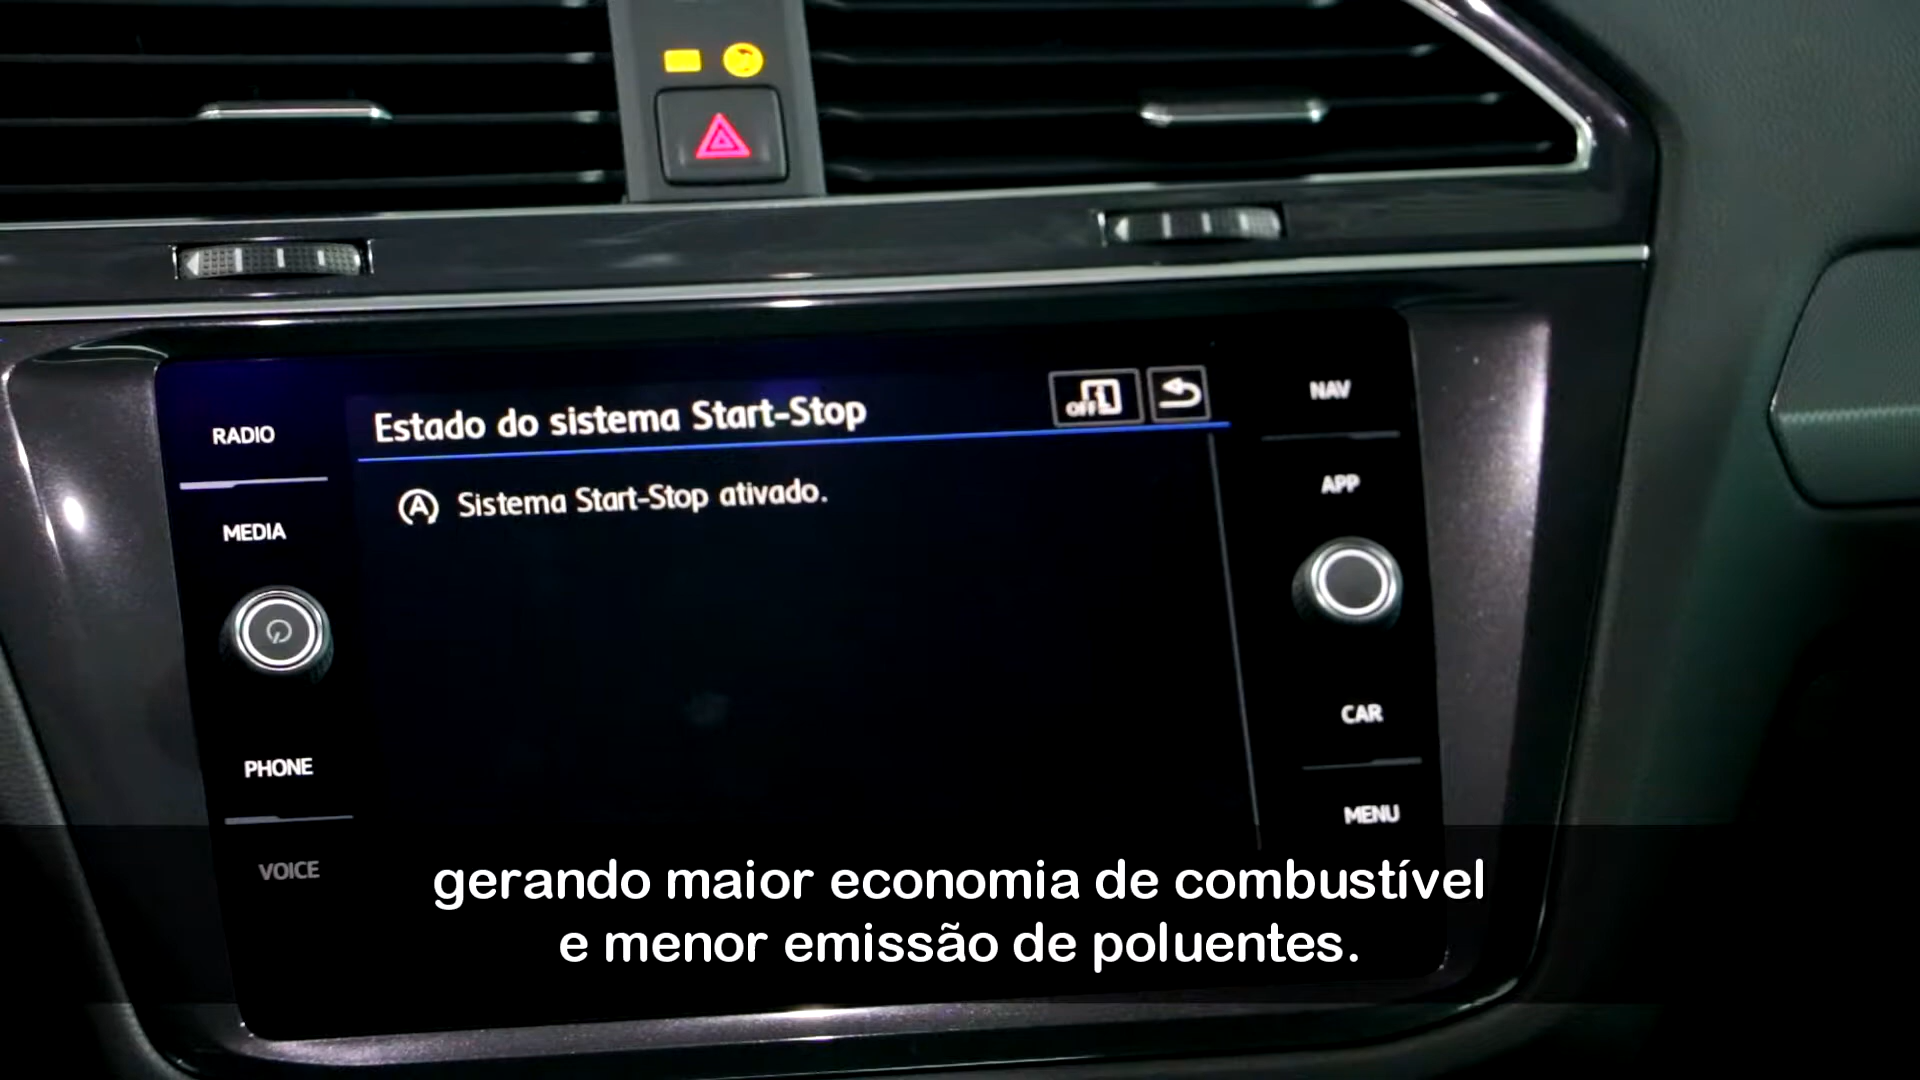 RADIO
MEDIA
PHONE
VOICE
Estado do sistema Start-Stop
OFF
A
Sistema Start-Stop ativado.
NAV
APP
CAR
MENU
gerando maior economia de combustível
e menor emissão de poluentes.